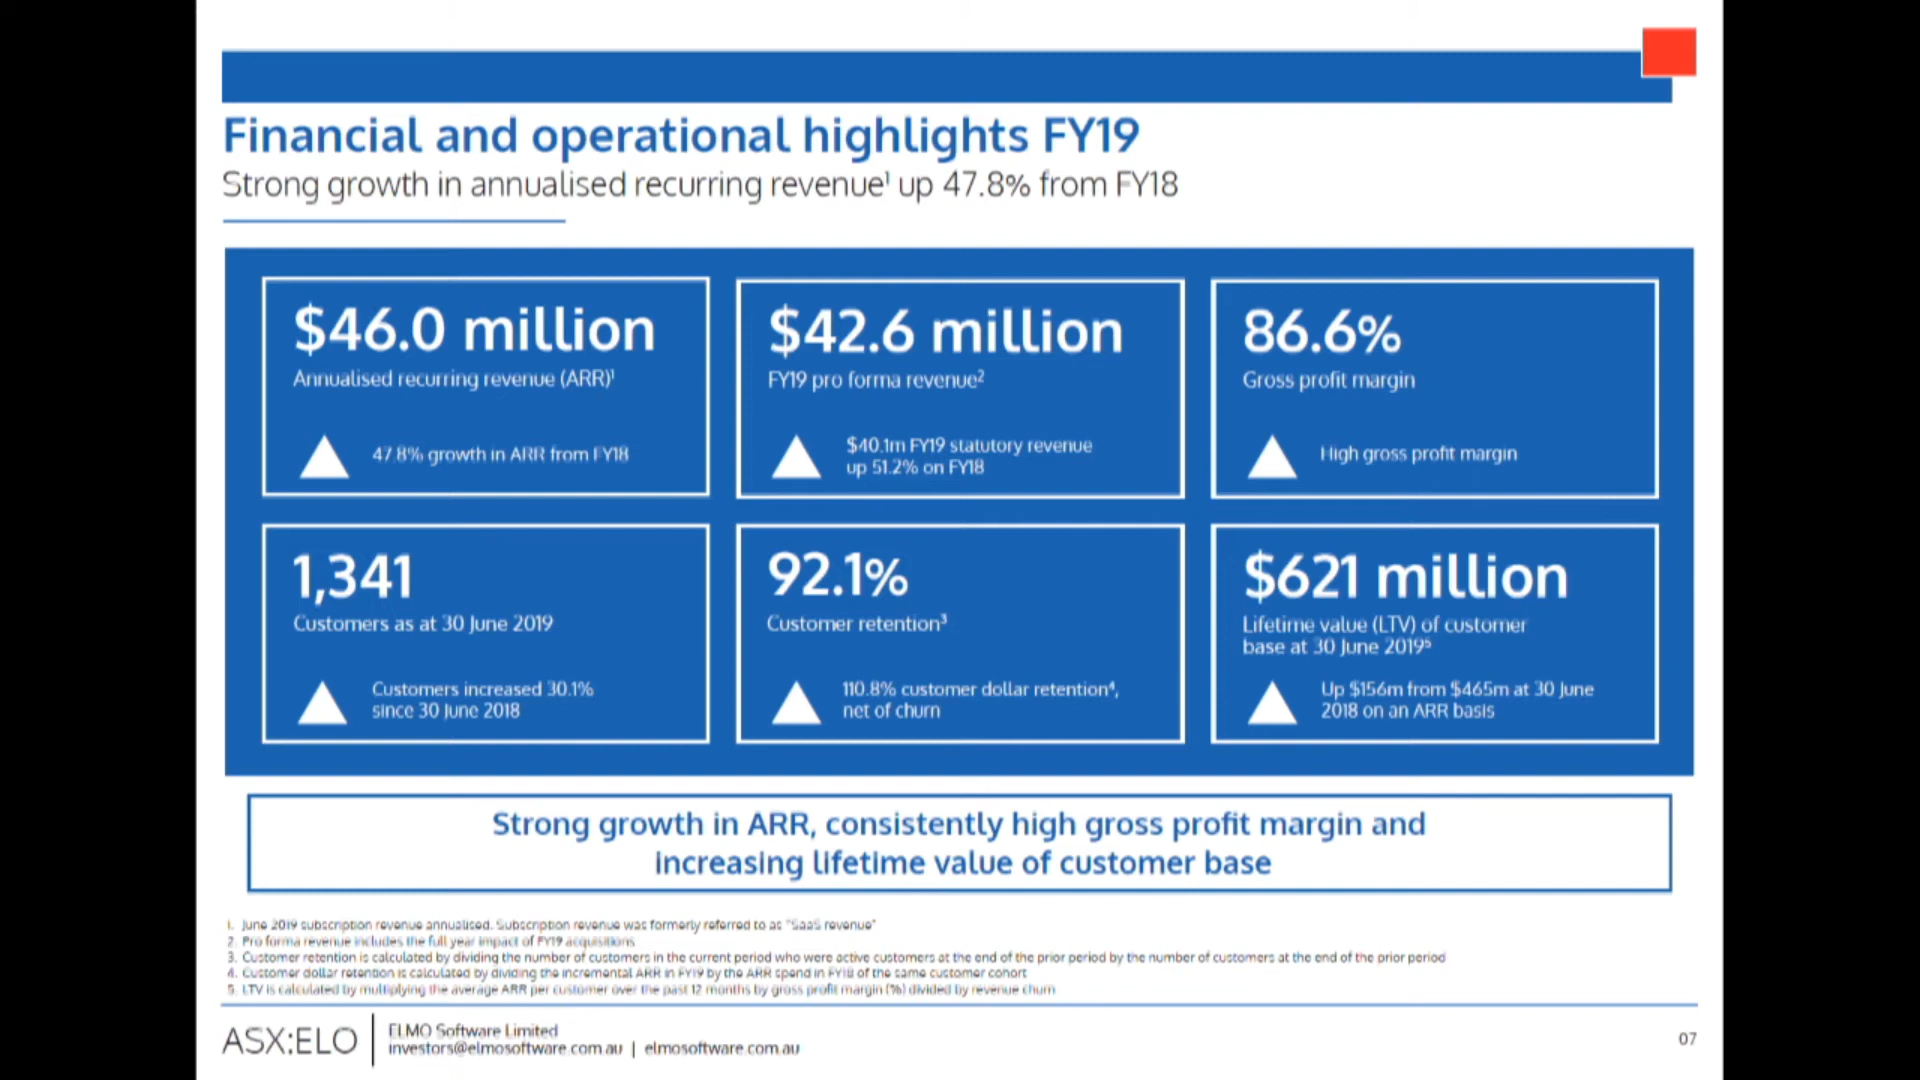 Financial and operational highlights FY19
Strong growth in annualised recurring revenue¹ up 47.8% from FY18
$46.0 million
Annualised recurring revenue (ARR)¹
47.8% growth in ARR from FY18
$42.6 million
FY19 pro forma revenue²
$40.1m FY19 statutory revenue
up 51.2% on FY18
86.6%
Gross profit margin
High gross profit margin
1,341
Customers as at 30 June 2019
Customers increased 30.1%
since 30 June 2018
92.1%
Customer retention³
110.8% customer dollar retention⁴,
net of churn
$621 million
Lifetime value (LTV) of customer
base at 30 June 2019⁵
Up $156m from $465m at 30 June
2018 on an ARR basis
Strong growth in ARR, consistently high gross profit margin and
increasing lifetime value of customer base
1. June 2019 subscription revenue annualised. Subscription revenue was formerly referred to as "SaaS revenue"
2. Pro forma revenue includes the full year impact of FY19 acquisitions
3. Customer retention is calculated by dividing the number of customers in the current period who were active customers at the end of the prior period by the number of customers at the end of the prior period
4. Customer dollar retention is calculated by dividing the incremental ARR in FY19 by the ARR spend in FY18 of the same customer cohort
5. LTV is calculated by multiplying the average ARR per customer over the past 12 months by gross profit margin (%) divided by revenue churn
ASX:ELO
ELMO Software Limited
investors@elmosoftware.com.au | elmosoftware.com.au
07